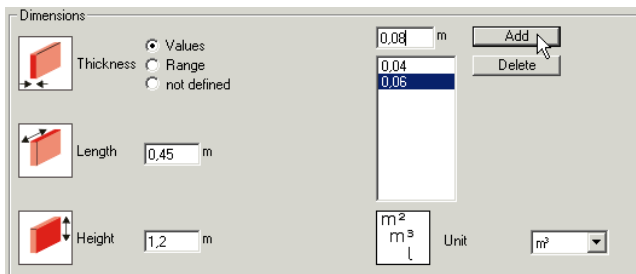 Dimensions
Thickness
Values
Range
not defined
0,08 m
Add
0,04
0,06
Delete
Length 0,45 m
Height 1,2 m
m²
m³
l
Unit m³